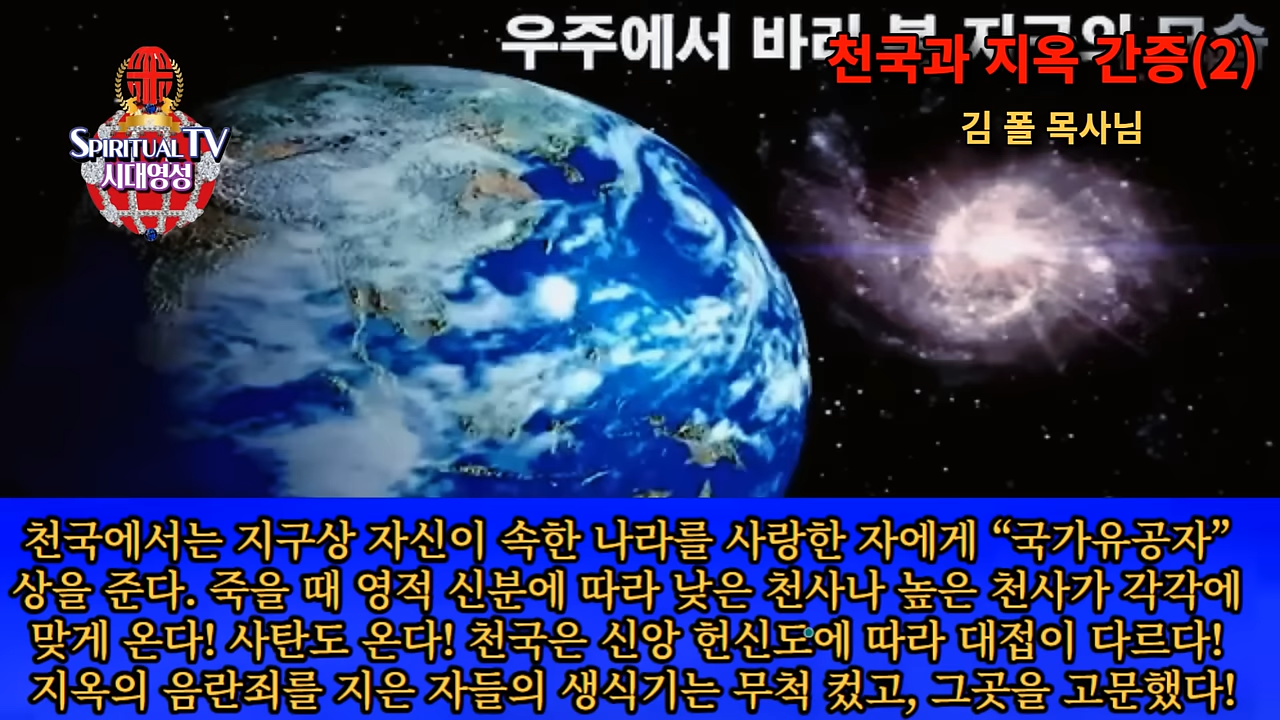 우주에서 바라 본 지구의 모습
천국과 지옥 간증(2)
김 폴 목사님
SPIRITUAL TV
시대영성
천국에서는 지구상 자신이 속한 나라를 사랑한 자에게 “국가유공자”
상을 준다. 죽을 때 영적 신분에 따라 낮은 천사나 높은 천사가 각각에
맞게 온다! 사탄도 온다! 천국은 신앙 헌신도에 따라 대접이 다르다!
지옥의 음란죄를 지은 자들의 생식기는 무척 컸고, 그곳을 고문했다!